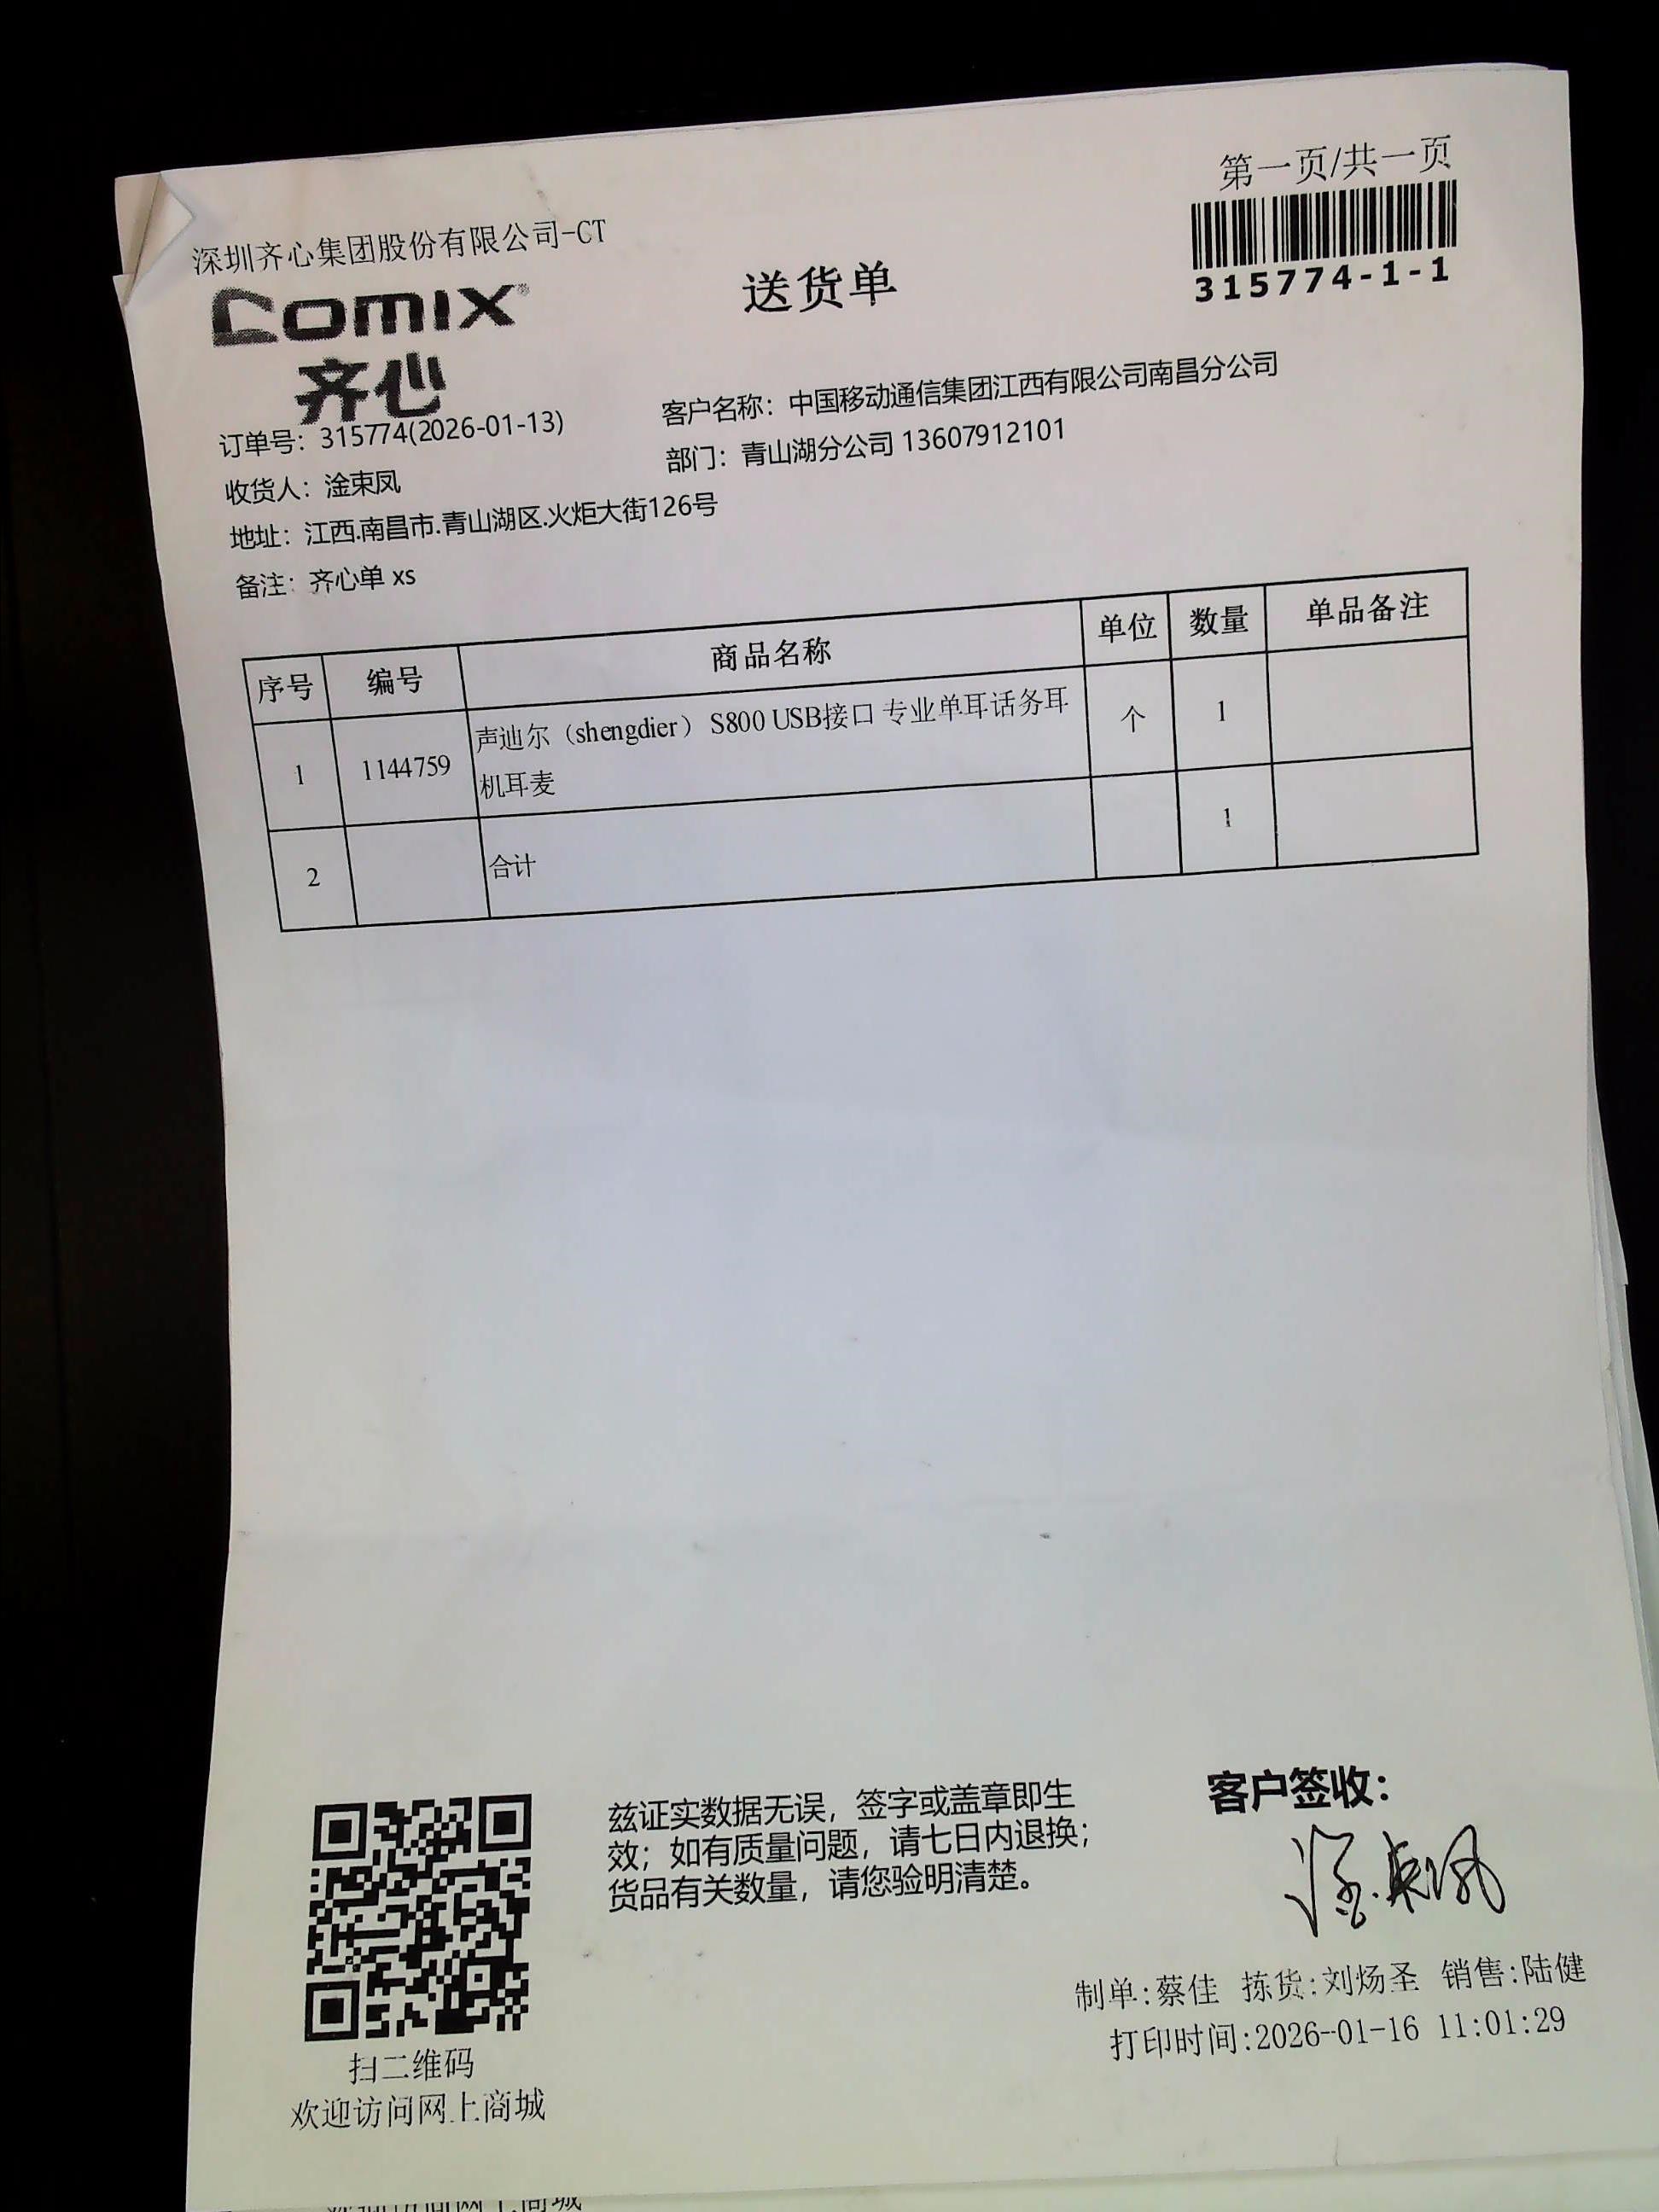 第一页/共一页
深圳齐心集团股份有限公司-CT
315774-1-1
comix
齐心
送货单
订单号：315774(2026-01-13)
客户名称：中国移动通信集团江西有限公司南昌分公司
收货人：淦束凤
部门：青山湖分公司 13607912101
地址：江西.南昌市.青山湖区.火炬大街126号
备注：齐心单 xs
序号 编号 商品名称 单位 数量 单品备注
1 1144759 声迪尔（shengdier） S800 USB接口 专业单耳话务耳 个 1
机耳麦
2 合计 1
兹证实数据无误，签字或盖章即生
效；如有质量问题，请七日内退换；
货品有关数量，请您验明清楚。
客户签收：
制单:蔡佳 拣货:刘炀圣 销售:陆健
打印时间:2026-01-16 11:01:29
扫二维码
欢迎访问网上商城
欢迎访问网上商城